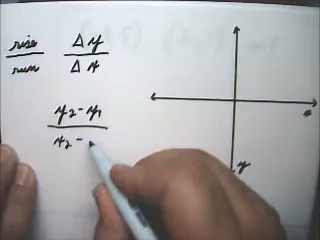 rise Δy
run Δx
y2 - y1
x2 -
x
y